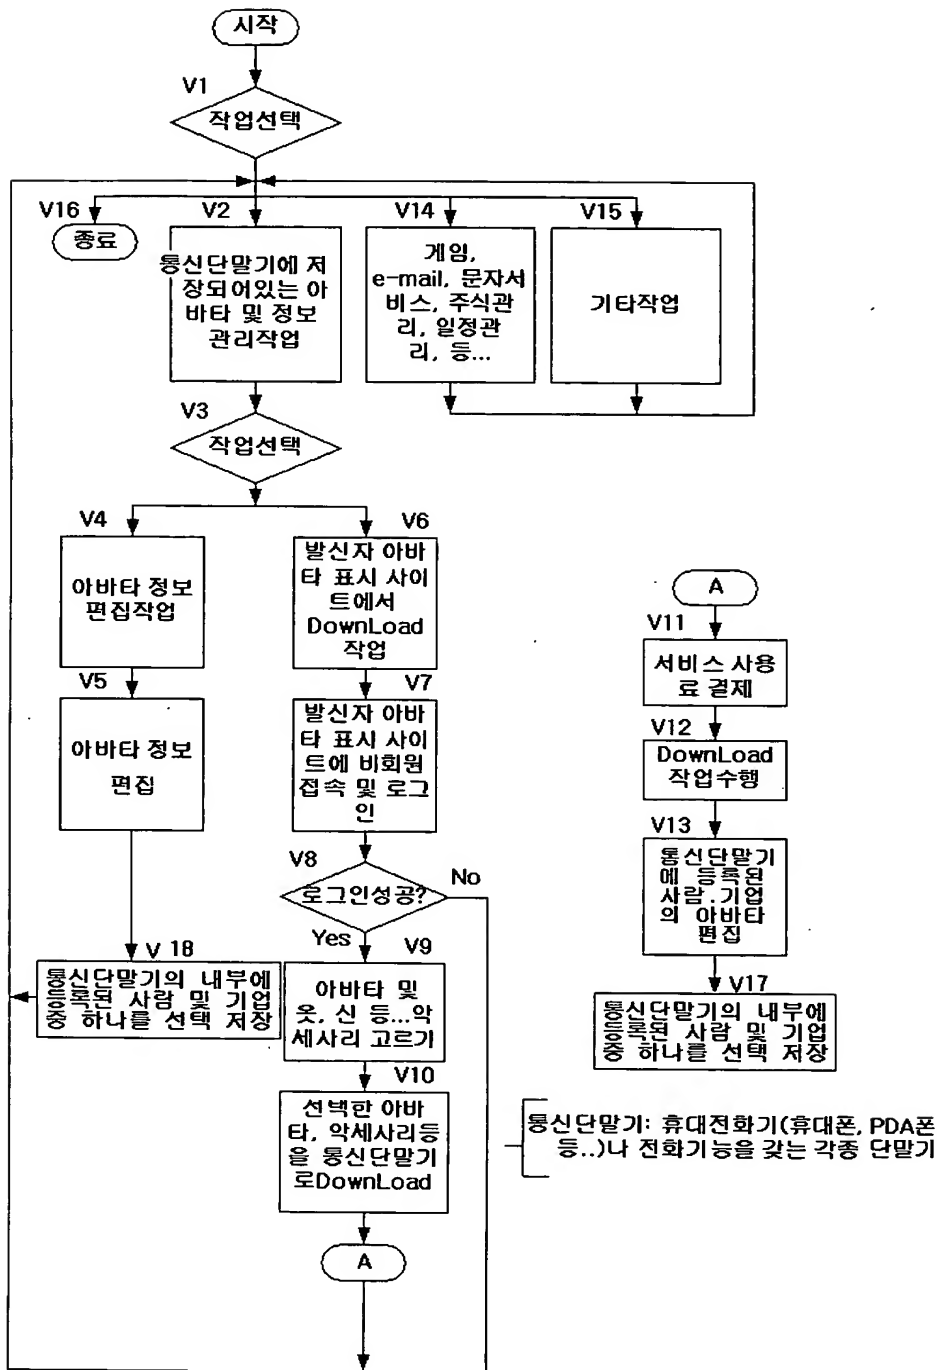 시작
V1
작업선택
V16
종료
V2
통신단말기에 저
장되어있는 아
바타 및 정보
관리작업
V14
게임,
e-mail, 문자서
비스, 주식관
리, 일정관
리, 등...
V15
기타작업
V3
작업선택
V4
아바타 정보
편집작업
V5
아바타 정보
편집
V 18
통신단말기의 내부에
등록된 사람 및 기업
중 하나를 선택 저장
V6
발신자 아바
타 표시 사이
트에서
DownLoad
작업
V7
발신자 아바
타 표시 사이
트에 비회원
접속 및 로그
인
V8
로그인성공?
No
Yes
V9
아바타 및
옷, 신 등...악
세사리 고르기
V10
선택한 아바
타, 악세사리등
을 통신단말기
로DownLoad
A
A
V11
서비스 사용
료 결제
V12
DownLoad
작업수행
V13
통신단말기
에 등록된
사람.기업
의 아바타
편집
V17
통신단말기의 내부에
등록된 사람 및 기업
중 하나를 선택 저장
통신단말기: 휴대전화기(휴대폰, PDA폰
등..)나 전화기능을 갖는 각종 단말기